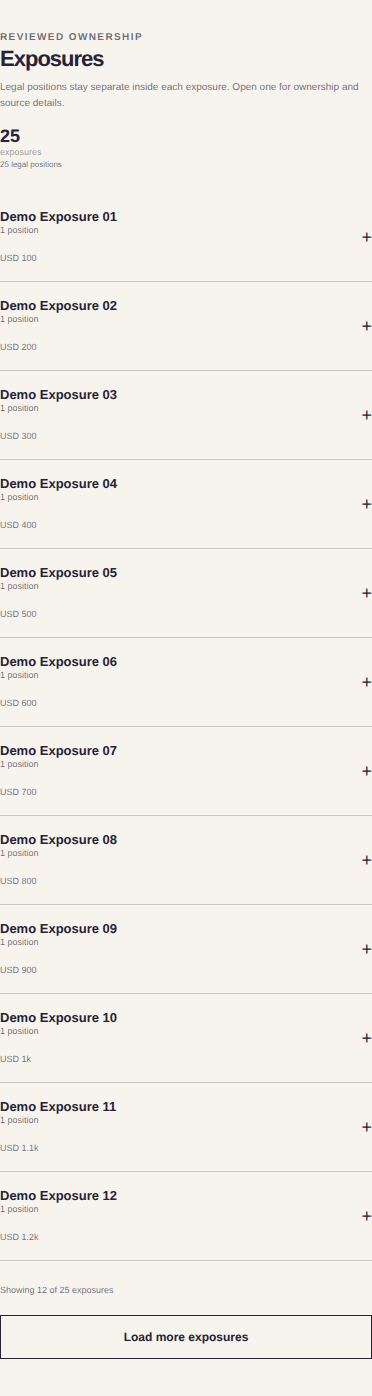 REVIEWED OWNERSHIP
Exposures
Legal positions stay separate inside each exposure. Open one for ownership and
source details.
25
exposures
25 legal positions
Demo Exposure 01
1 position
+
USD 100
Demo Exposure 02
1 position
+
USD 200
Demo Exposure 03
1 position
+
USD 300
Demo Exposure 04
1 position
+
USD 400
Demo Exposure 05
1 position
+
USD 500
Demo Exposure 06
1 position
+
USD 600
Demo Exposure 07
1 position
+
USD 700
Demo Exposure 08
1 position
+
USD 800
Demo Exposure 09
1 position
+
USD 900
Demo Exposure 10
1 position
+
USD 1k
Demo Exposure 11
1 position
+
USD 1.1k
Demo Exposure 12
1 position
+
USD 1.2k
Showing 12 of 25 exposures
Load more exposures